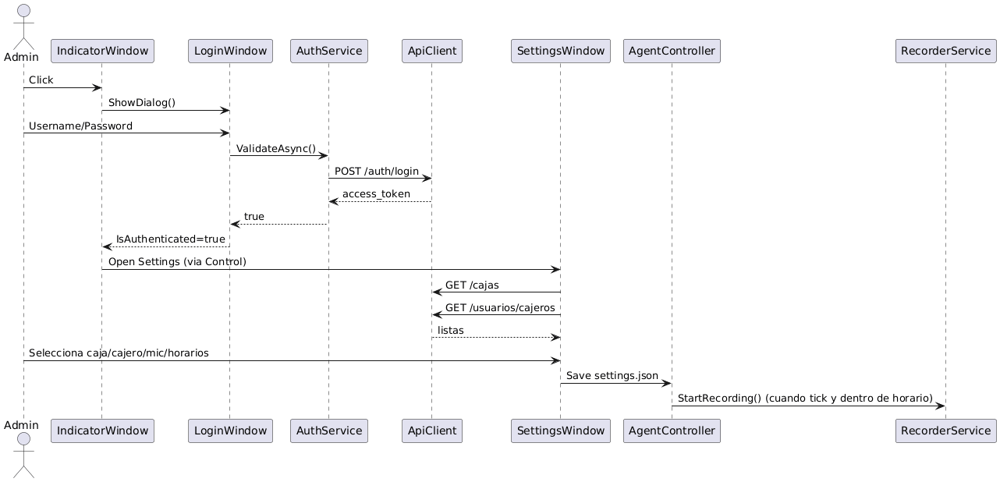 Admin
IndicatorWindow
LoginWindow
AuthService
ApiClient
SettingsWindow
AgentController
RecorderService
Click
ShowDialog()
Username/Password
ValidateAsync()
POST /auth/login
access_token
true
IsAuthenticated=true
Open Settings (via Control)
GET /cajas
GET /usuarios/cajeros
listas
Selecciona caja/cajero/mic/horarios
Save settings.json
StartRecording() (cuando tick y dentro de horario)
Admin
IndicatorWindow
LoginWindow
AuthService
ApiClient
SettingsWindow
AgentController
RecorderService